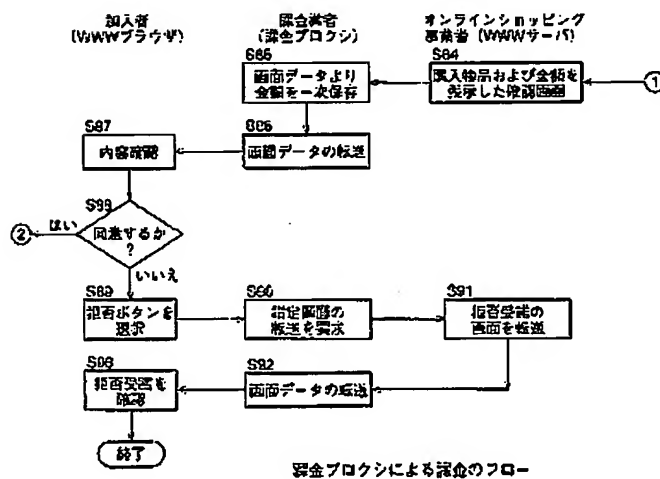 加入者
(WWWブラウザ)
課金業者
(課金プロクシ)
オンラインショッピング
事業者 (WWWサーバ)
S84
購入物品および金額を
表示した確認画面
①
S85
画面データより
金額を一次保存
S86
画面データの転送
S87
内容確認
S88
同意するか
?
はい
②
いいえ
S89
拒否ボタンを
選択
S90
指定画面の
転送を要求
S91
拒否受諾の
画面を転送
S92
画面データの転送
S93
拒否受諾を
確認
終了
課金プロクシによる課金のフロー